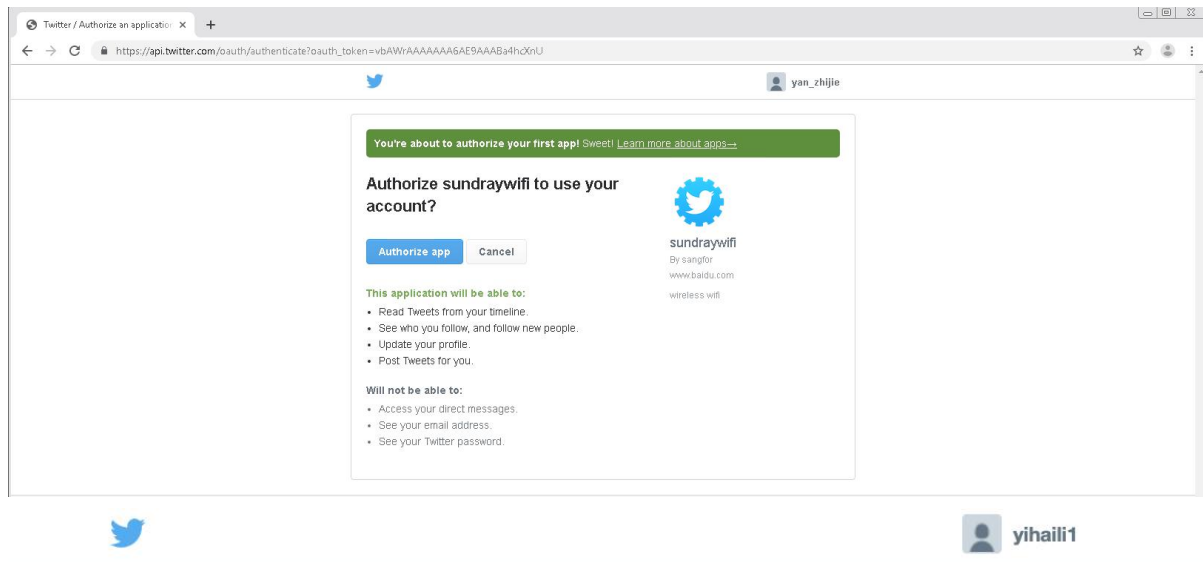 Twitter / Authorize an applicatio
https://api.twitter.com/oauth/authenticate?oauth_token=vbAWrAAAAAAA6AE9AAABa4hcXnU
yan_zhijie
You're about to authorize your first app! Sweet! Learn more about apps→
Authorize sundraywifi to use your
account?
Authorize app Cancel
This application will be able to:
• Read Tweets from your timeline.
• See who you follow, and follow new people.
• Update your profile.
• Post Tweets for you.
Will not be able to:
• Access your direct messages.
• See your email address.
• See your Twitter password.
sundraywifi
By sangfor
www.baidu.com
wireless wifi
yihaili1